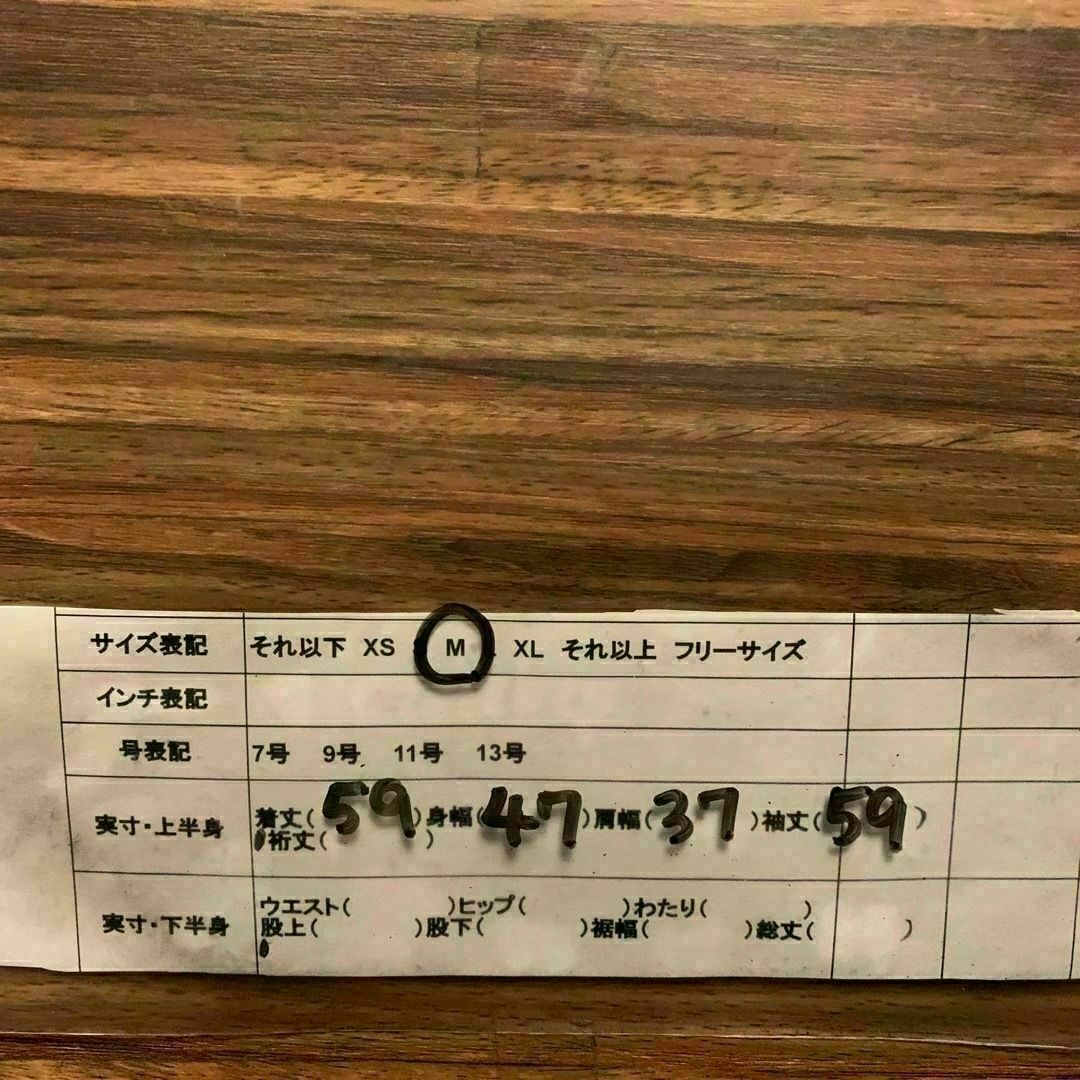 サイズ表記 それ以下 XS M XL それ以上 フリーサイズ
インチ表記
号表記 7号 9号 11号 13号
実寸・上半身 着丈( 59 )身幅( 47 )肩幅( 37 )袖丈( 59 )
裄丈( )
実寸・下半身 ウエスト( )ヒップ( )わたり( )
股上( )股下( )裾幅( )総丈( )